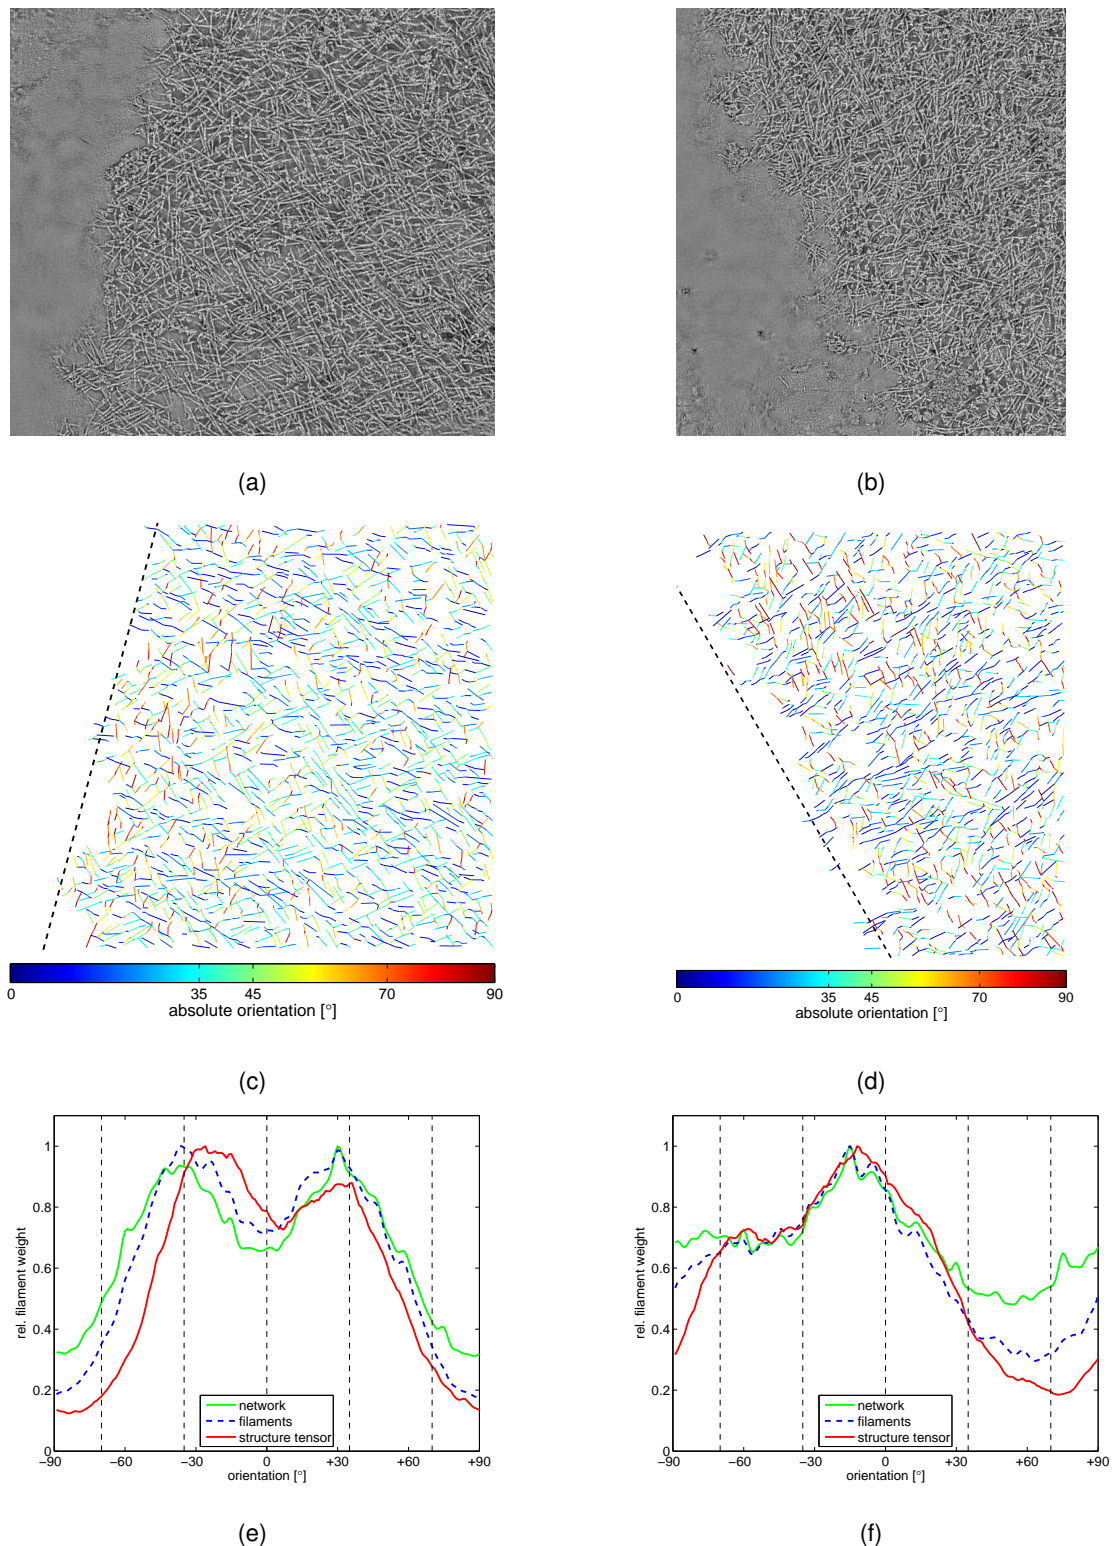 (a)
(b)
0 35 45 70 90
absolute orientation [°]
0 35 45 70 90
absolute orientation [°]
(c)
(d)
rel. filament weight
1
0.8
0.6
0.4
0.2
0
−90 −60 −30 0 +30 +60 +90
orientation [°]
network
filaments
structure tensor
rel. filament weight
1
0.8
0.6
0.4
0.2
0
−90 −60 −30 0 +30 +60 +90
orientation [°]
network
filaments
structure tensor
(e)
(f)